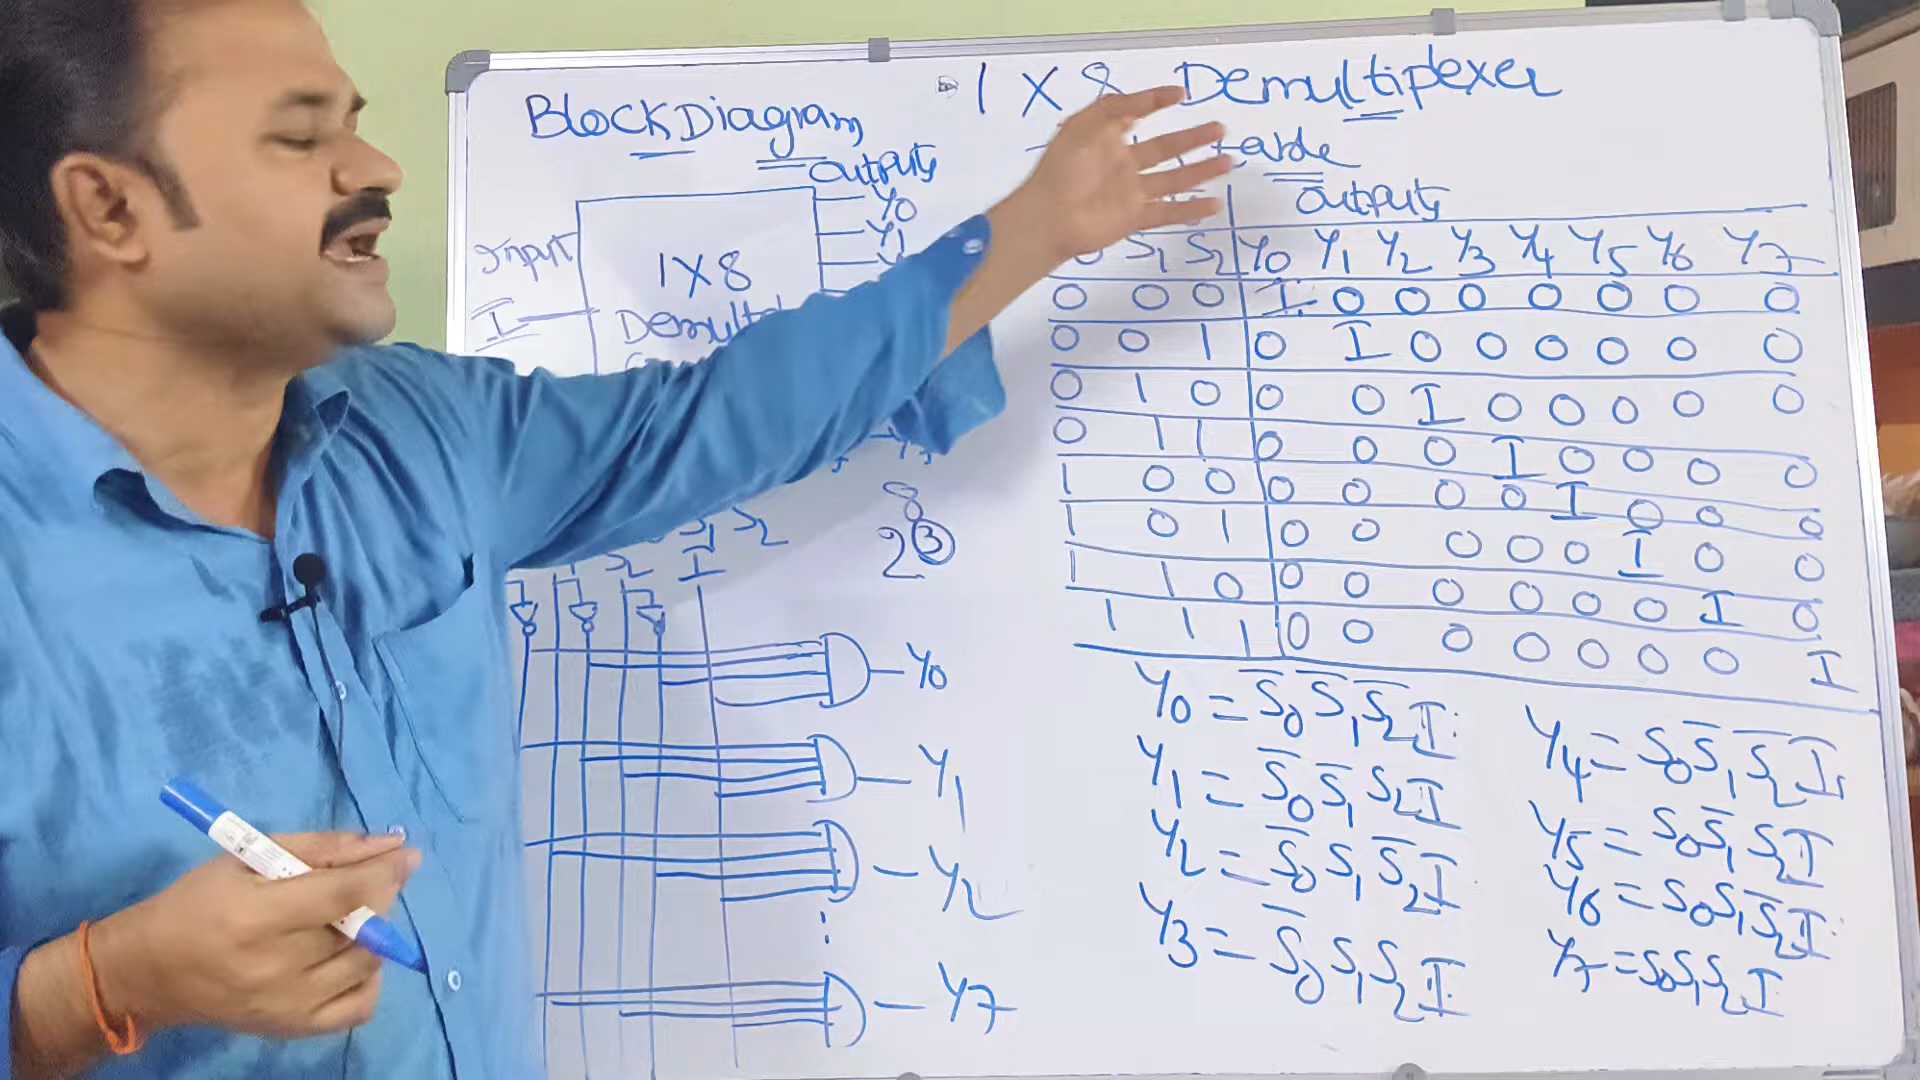 1 X 8 Demultiplexer
Block Diagram
table
outputs
outputs
Y0
Y1
Input
I
1X8
S1 S2 Y0 Y1 Y2 Y3 Y4 Y5 Y6 Y7
0 0 0 I 0 0 0 0 0 0 0
0 0 1 0 I 0 0 0 0 0 0
0 1 0 0 0 I 0 0 0 0 0
0 1 1 0 0 0 I 0 0 0 0
1 0 0 0 0 0 0 I 0 0 0
1 0 1 0 0 0 0 0 I 0 0
1 1 0 0 0 0 0 0 0 I 0
1 1 1 0 0 0 0 0 0 0 I
8
2③
S1 S2
I
Y0
Y1
Y2
Y7
Y0 = S̅0 S̅1 S̅2 I
Y1 = S̅0 S̅1 S2 I
Y2 = S̅0 S1 S̅2 I
Y3 = S̅0 S1 S2 I
Y4 = S0 S̅1 S̅2 I
Y5 = S0 S̅1 S2 I
Y6 = S0 S1 S̅2 I
Y7 = S0 S1 S2 I